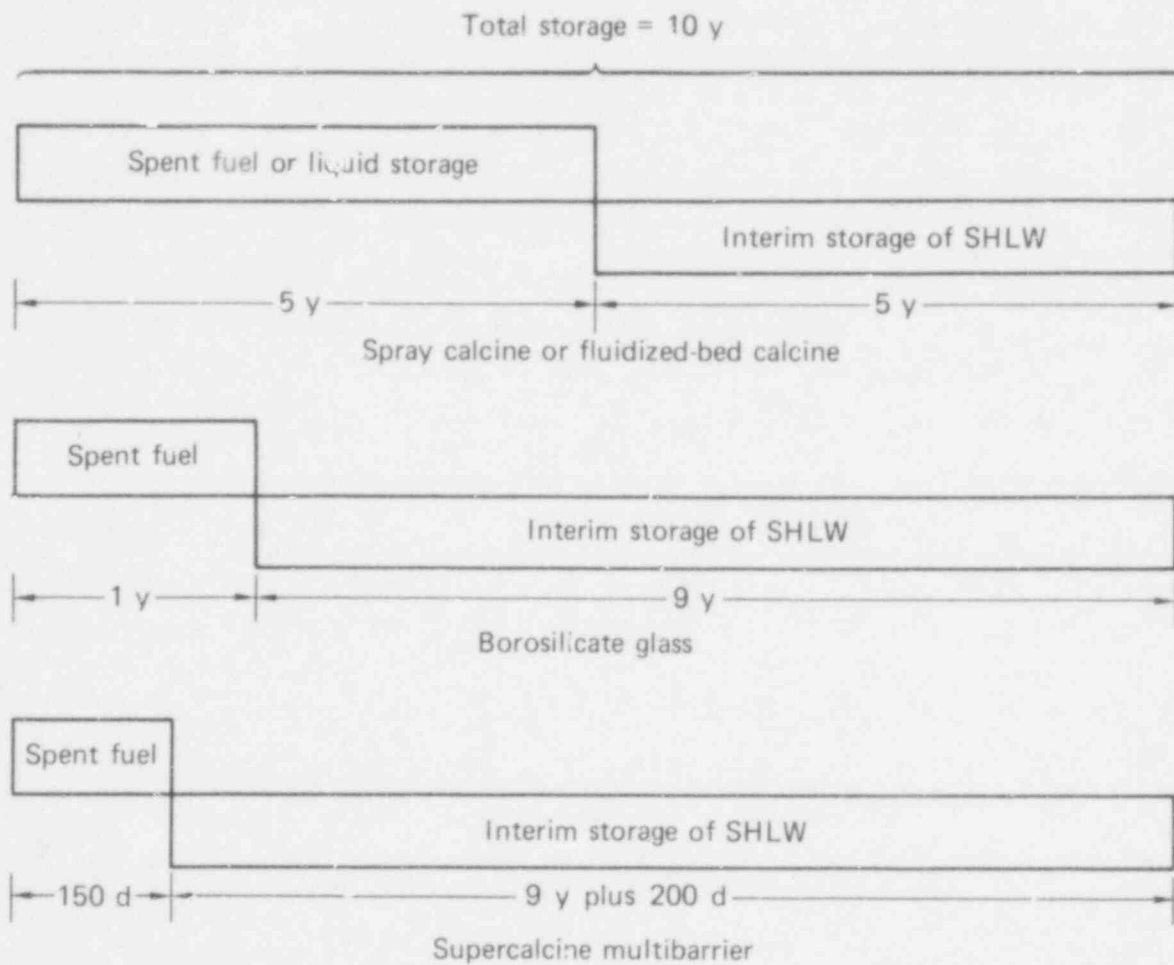 Total storage = 10 y
Spent fuel or liquid storage
Interim storage of SHLW
5 y
5 y
Spray calcine or fluidized-bed calcine
Spent fuel
Interim storage of SHLW
1 y
9 y
Borosilicate glass
Spent fuel
Interim storage of SHLW
150 d
9 y plus 200 d
Supercalcine multibarrier